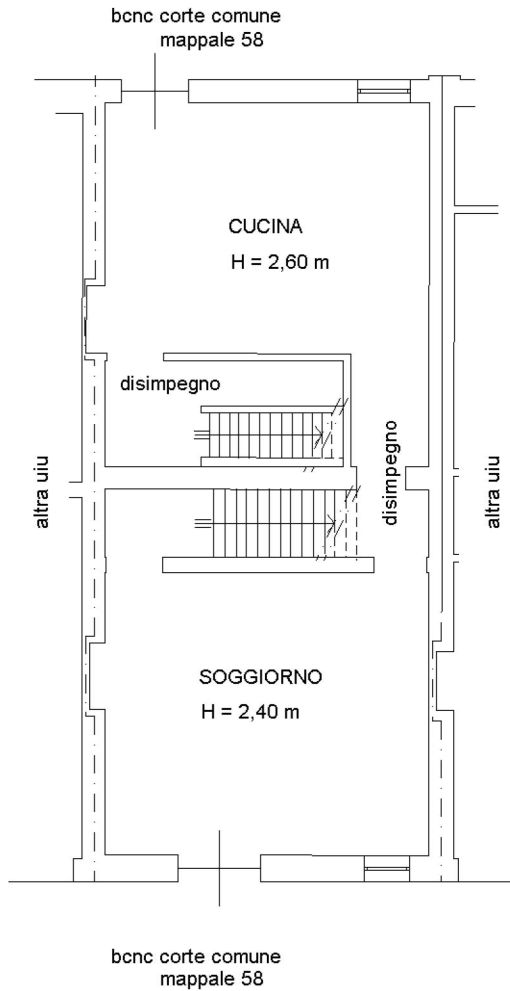 bcnc corte comune
mappale 58
CUCINA
H = 2,60 m
disimpegno
altra uiu
disimpegno
altra uiu
SOGGIORNO
H = 2,40 m
bcnc corte comune
mappale 58